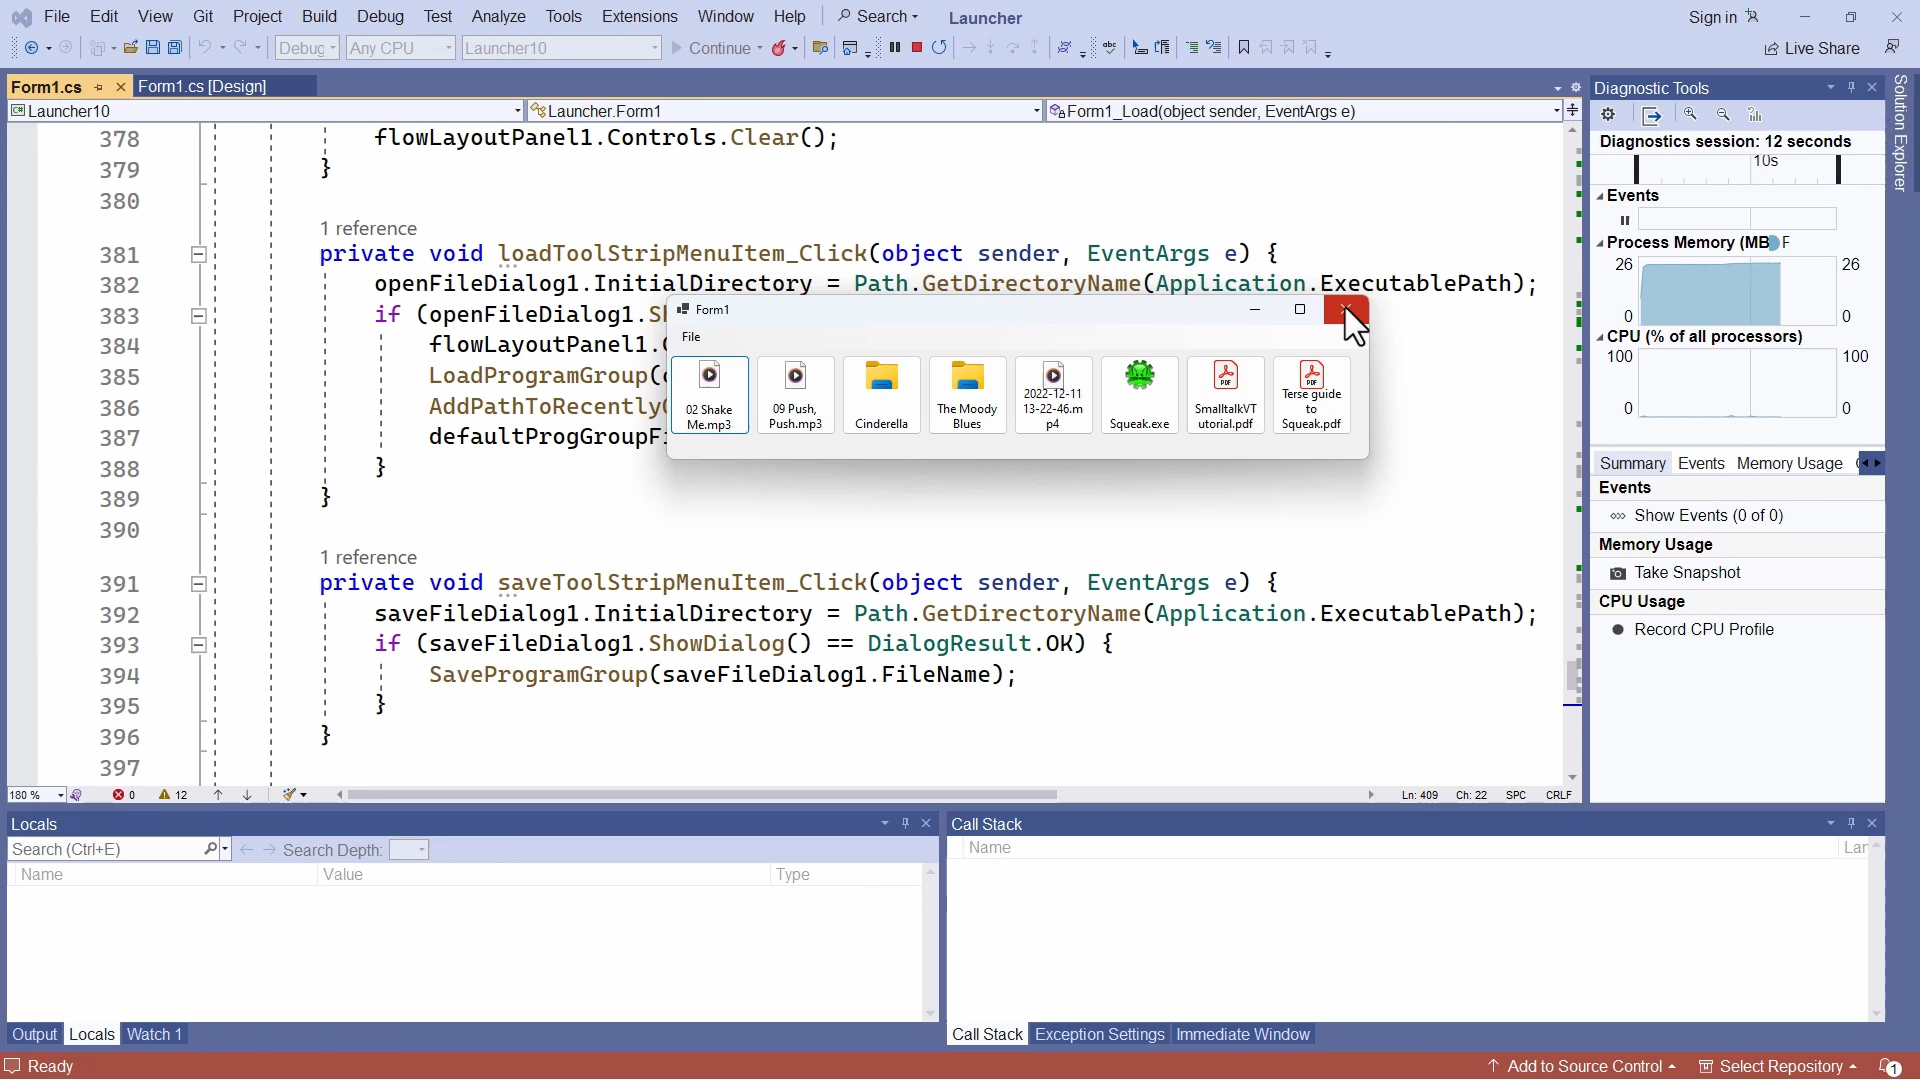 File Edit View Git Project Build Debug Test Analyze Tools Extensions Window Help Search Launcher Sign in
Debug Any CPU Launcher10 Continue Live Share
Form1.cs Form1.cs [Design]
Launcher10 Launcher.Form1 Form1_Load(object sender, EventArgs e)
378 flowLayoutPanel1.Controls.Clear();
379 }
380
1 reference
381 private void loadToolStripMenuItem_Click(object sender, EventArgs e) {
382 openFileDialog1.InitialDirectory = Path.GetDirectoryName(Application.ExecutablePath);
383 if (openFileDialog1.S
384 flowLayoutPanel1.
385 LoadProgramGroup(
386 AddPathToRecently
387 defaultProgGroupF
388 }
389 }
390
1 reference
391 private void saveToolStripMenuItem_Click(object sender, EventArgs e) {
392 saveFileDialog1.InitialDirectory = Path.GetDirectoryName(Application.ExecutablePath);
393 if (saveFileDialog1.ShowDialog() == DialogResult.OK) {
394 SaveProgramGroup(saveFileDialog1.FileName);
395 }
396 }
397
Form1
File
02 Shake
Me.mp3
09 Push,
Push.mp3
Cinderella
The Moody
Blues
2022-12-11
13-22-46.m
p4
Squeak.exe
SmalltalkVT
utorial.pdf
Terse guide
to
Squeak.pdf
180 % 0 12 Ln: 409 Ch: 22 SPC CRLF
Diagnostic Tools
Diagnostics session: 12 seconds
10s
Events
Process Memory (MB F
26 26
0 0
CPU (% of all processors)
100 100
0 0
Summary Events Memory Usage
Events
Show Events (0 of 0)
Memory Usage
Take Snapshot
CPU Usage
Record CPU Profile
Solution Explorer
Locals
Search (Ctrl+E) Search Depth:
Name Value Type
Output Locals Watch 1
Call Stack
Name Lar
Call Stack Exception Settings Immediate Window
Ready Add to Source Control Select Repository 1